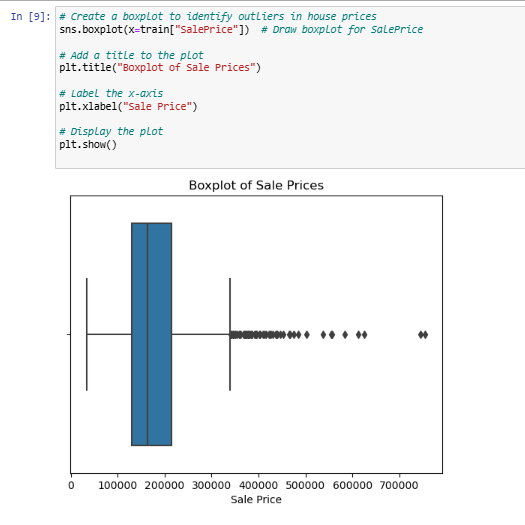 In [9]: # Create a boxplot to identify outliers in house prices
sns.boxplot(x=train["SalePrice"])  # Draw boxplot for SalePrice
# Add a title to the plot
plt.title("Boxplot of Sale Prices")
# Label the x-axis
plt.xlabel("Sale Price")
# Display the plot
plt.show()
Boxplot of Sale Prices
0 100000 200000 300000 400000 500000 600000 700000
Sale Price